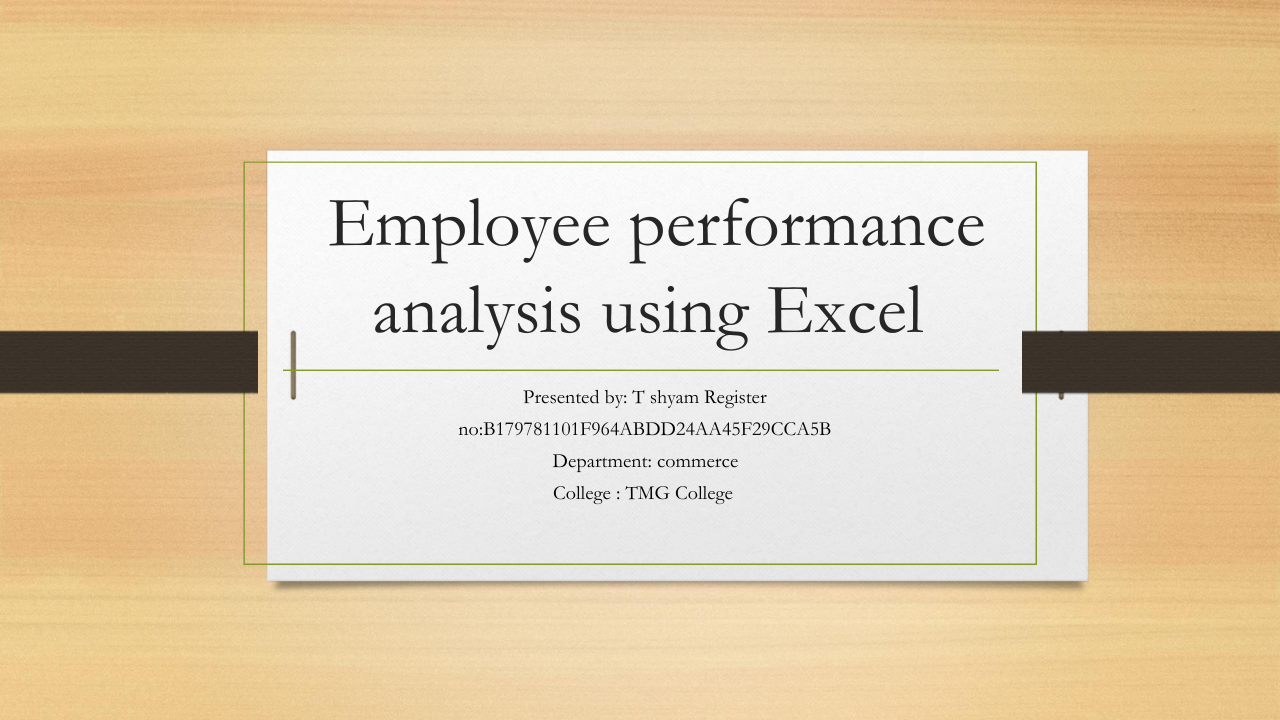 Employee performance
analysis using Excel
Presented by: T shyam Register
no:B179781101F964ABDD24AA45F29CCA5B
Department: commerce
College : TMG College